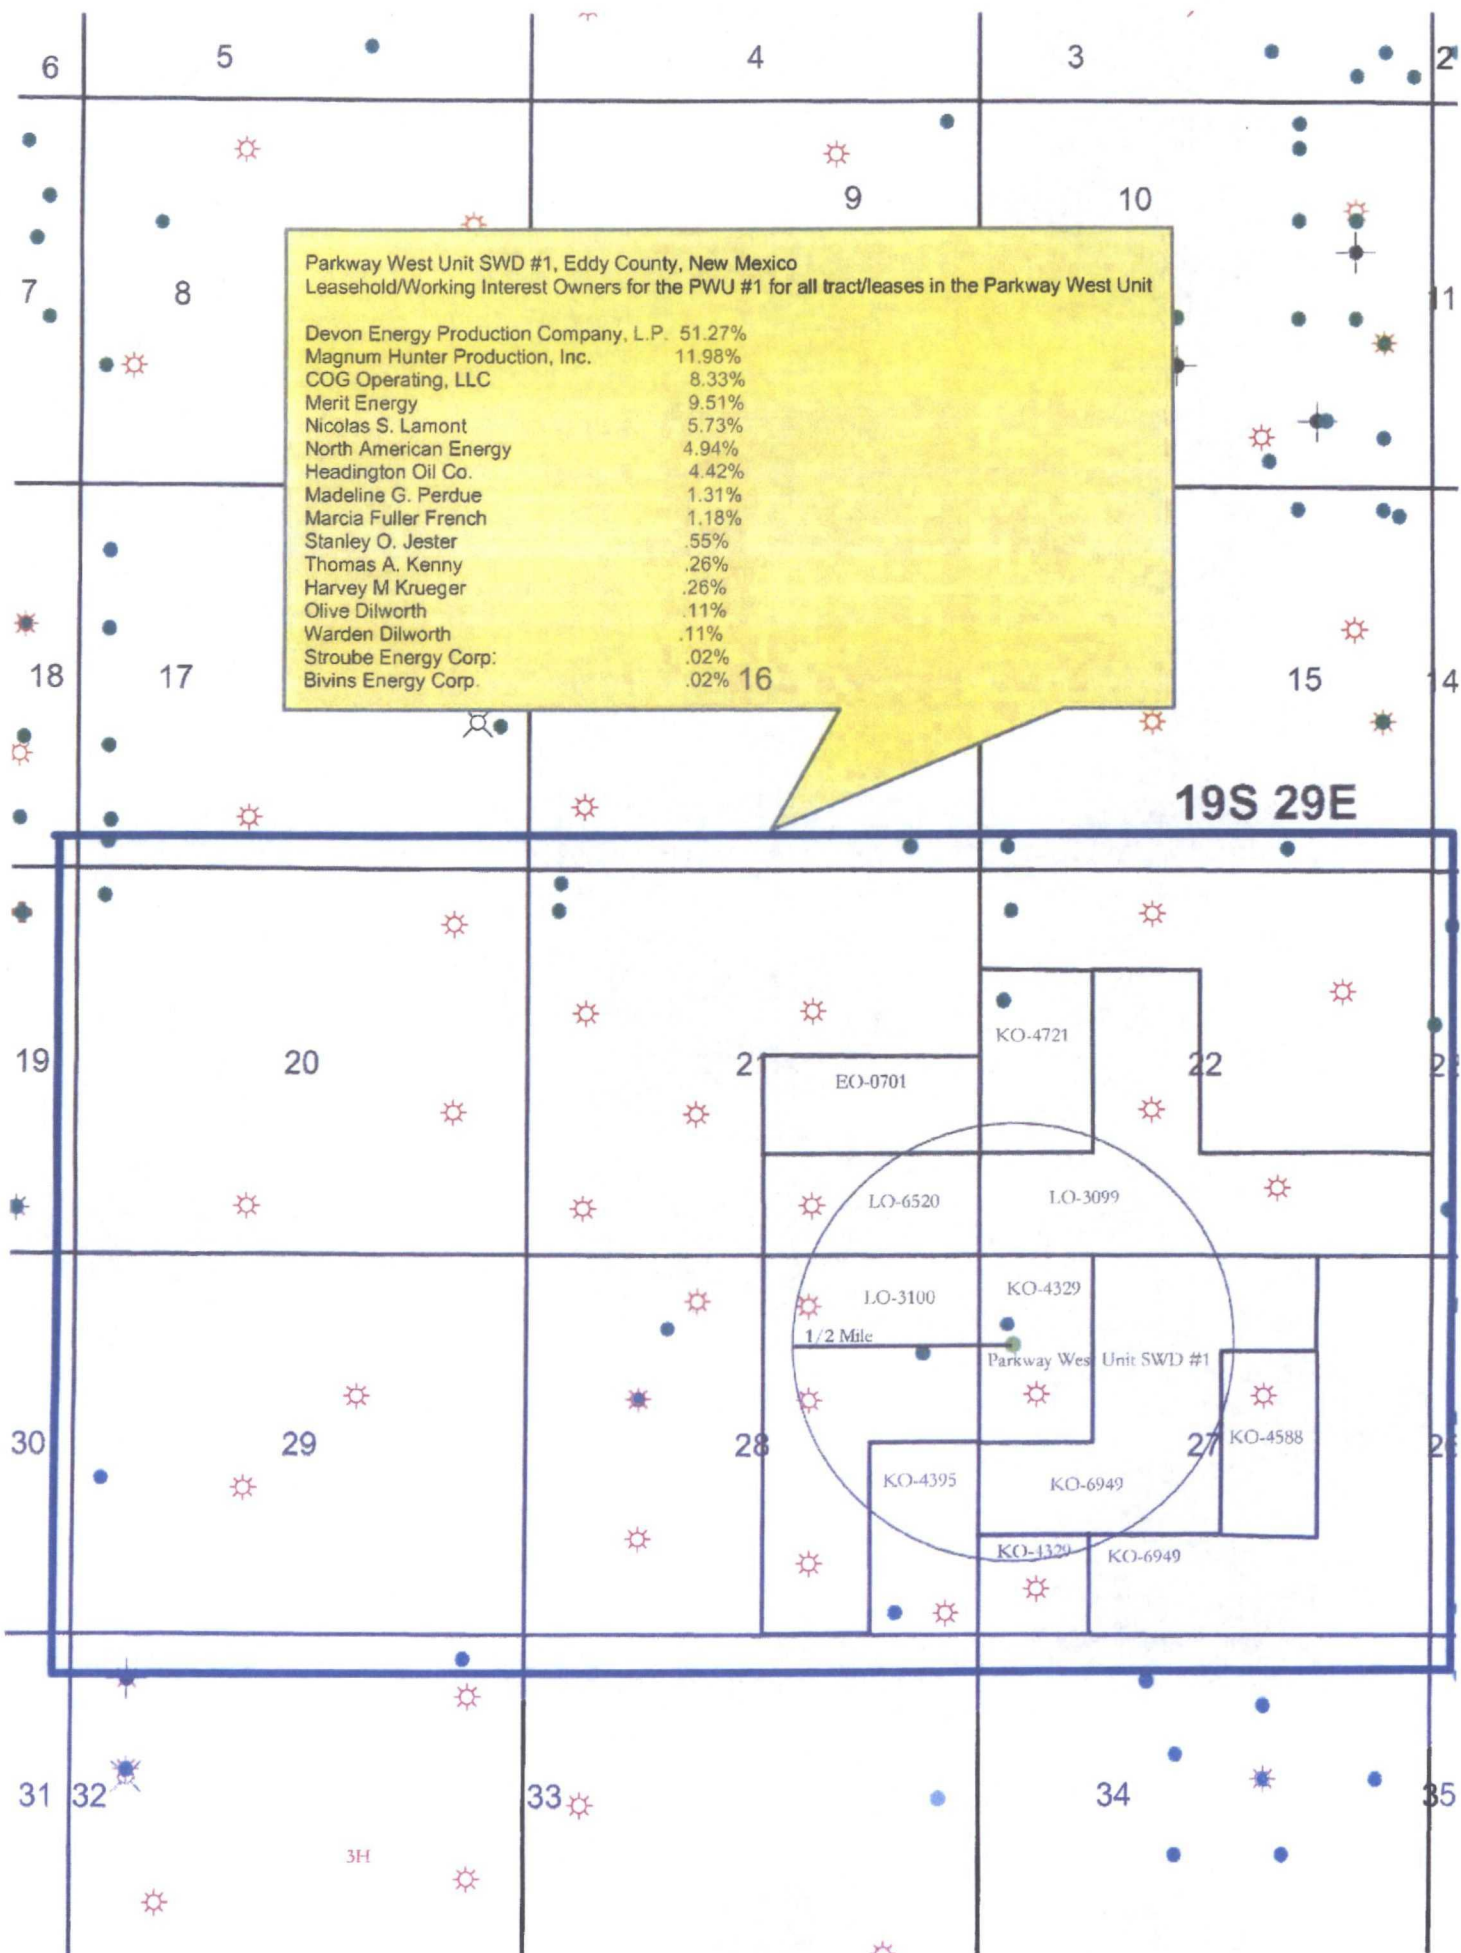 6 5 4 3 2
9 10
7 8 11
Parkway West Unit SWD #1, Eddy County, New Mexico
Leasehold/Working Interest Owners for the PWU #1 for all tract/leases in the Parkway West Unit
Devon Energy Production Company, L.P. 51.27%
Magnum Hunter Production, Inc. 11.98%
COG Operating, LLC 8.33%
Merit Energy 9.51%
Nicolas S. Lamont 5.73%
North American Energy 4.94%
Headington Oil Co. 4.42%
Madeline G. Perdue 1.31%
Marcia Fuller French 1.18%
Stanley O. Jester .55%
Thomas A. Kenny .26%
Harvey M Krueger .26%
Olive Dilworth .11%
Warden Dilworth .11%
Stroube Energy Corp: .02%
Bivins Energy Corp. .02%
18 17 16 15 14
19S 29E
KO-4721
19 20 21 22
EO-0701
LO-6520 LO-3099
LO-3100 KO-4329
1/2 Mile
Parkway West Unit SWD #1
30 29 28 27 KO-4588 26
KO-4395 KO-6949
KO-4329 KO-6949
31 32 33 34 35
3H